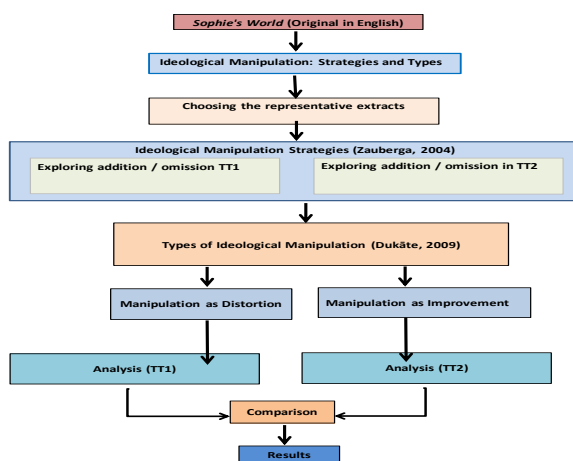 Sophie's World (Original in English)
Ideological Manipulation: Strategies and Types
Choosing the representative extracts
Ideological Manipulation Strategies (Zauberga, 2004)
Exploring addition / omission TT1
Exploring addition / omission in TT2
Types of Ideological Manipulation (Dukāte, 2009)
Manipulation as Distortion
Manipulation as Improvement
Analysis (TT1)
Analysis (TT2)
Comparison
Results